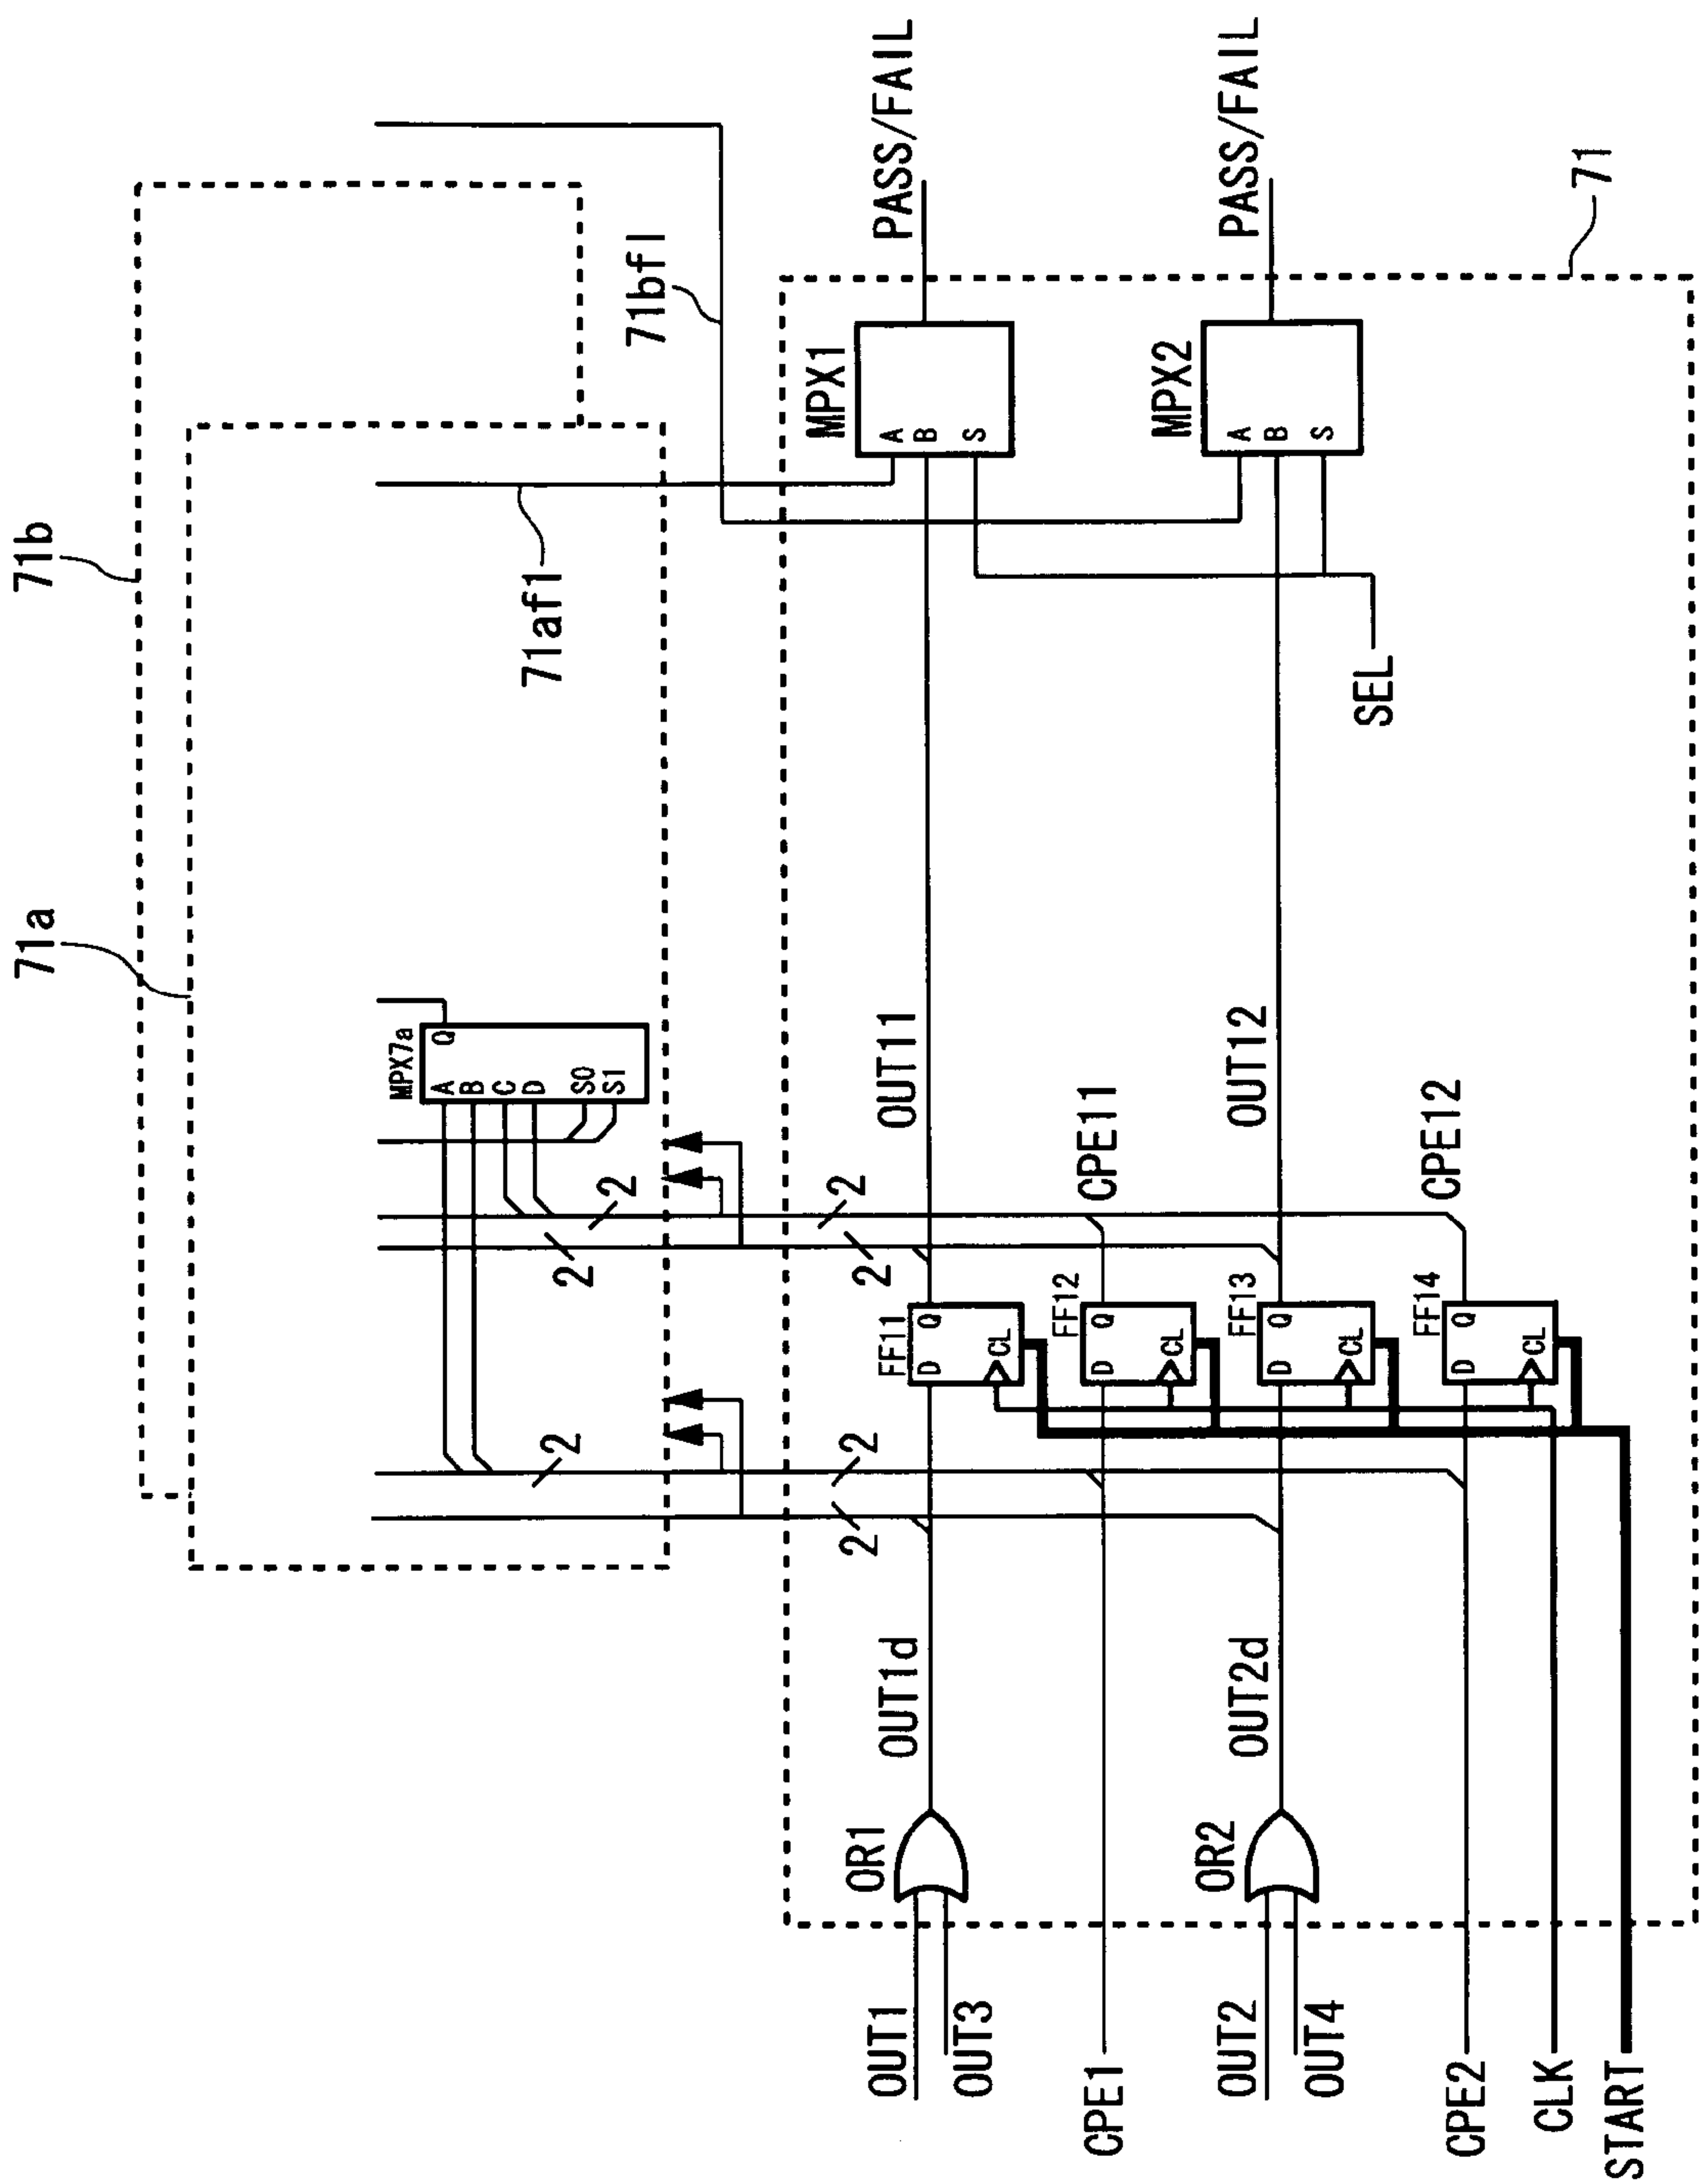 71b
71a
71af1
71bf1
MPX7a
A
B
C
D
S0
S1
Q
2
2
2
2
2
2
2
OUT1
OUT3
OR1
OUT1d
FF11
D
Q
CL
OUT11
MPX1
A
B
S
PASS/FAIL
CPE1
FF12
D
Q
CL
CPE11
OUT2
OUT4
OR2
OUT2d
FF13
D
Q
CL
OUT12
MPX2
A
B
S
PASS/FAIL
CPE2
FF14
D
Q
CL
CPE12
SEL
CLK
START
71